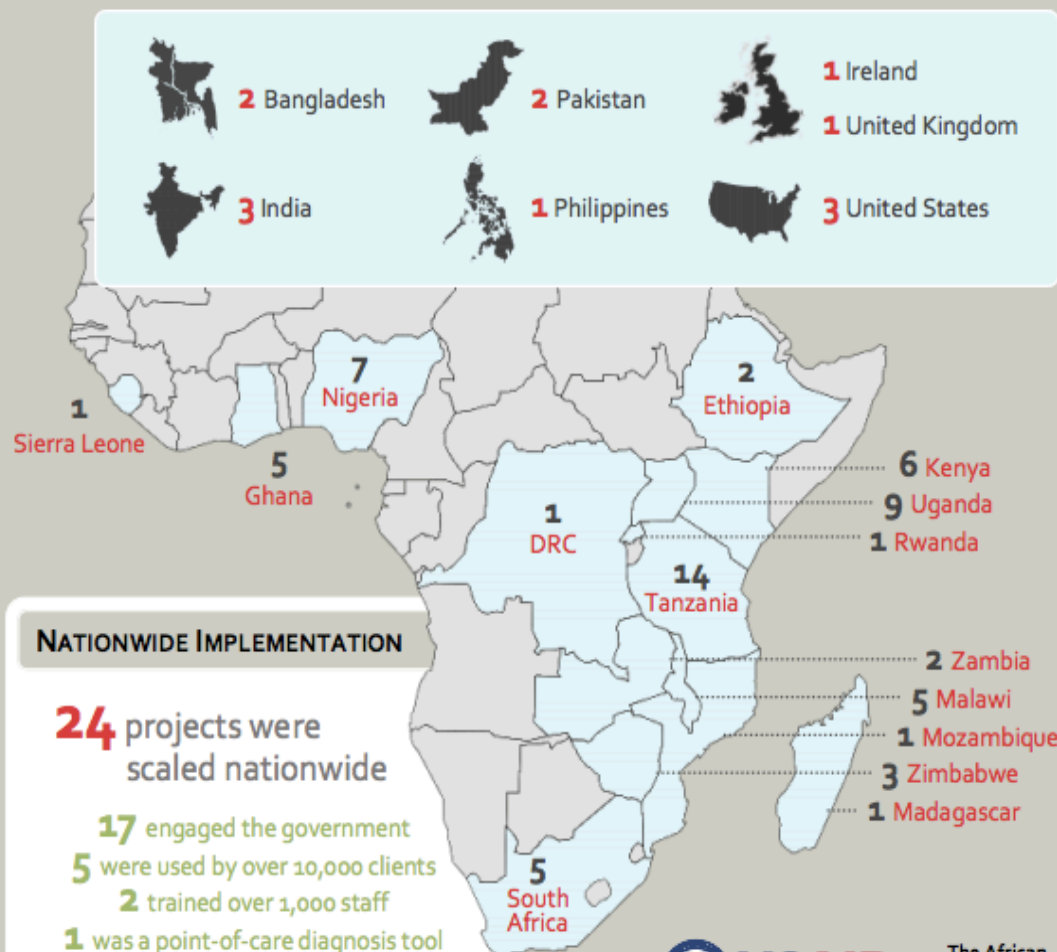 2 Bangladesh
2 Pakistan
1 Ireland
1 United Kingdom
3 India
1 Philippines
3 United States
7
Nigeria
2
Ethiopia
1
Sierra Leone
5
Ghana
6 Kenya
9 Uganda
1 Rwanda
1
DRC
14
Tanzania
2 Zambia
5 Malawi
1 Mozambique
3 Zimbabwe
1 Madagascar
5
South
Africa
NATIONWIDE IMPLEMENTATION
24 projects were
scaled nationwide
17 engaged the government
5 were used by over 10,000 clients
2 trained over 1,000 staff
1 was a point-of-care diagnosis tool
The African